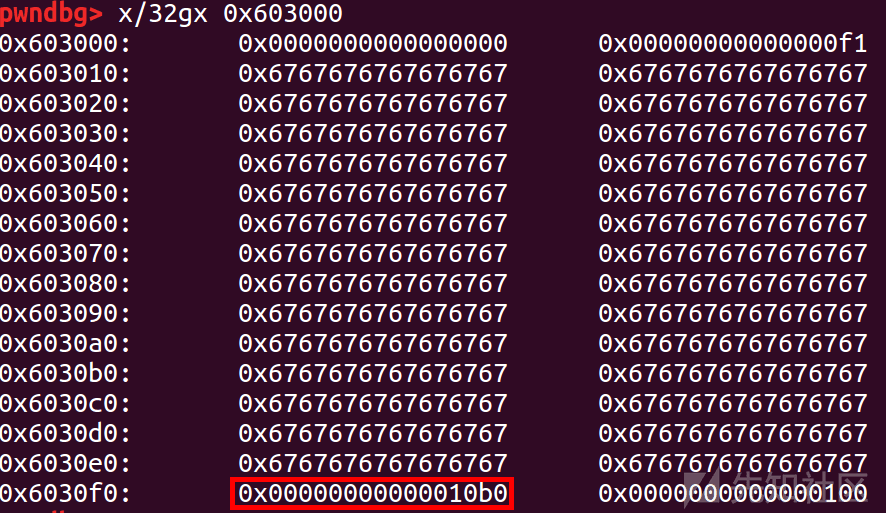 pwndbg> x/32gx 0x603000
0x603000: 0x0000000000000000 0x00000000000000f1
0x603010: 0x6767676767676767 0x6767676767676767
0x603020: 0x6767676767676767 0x6767676767676767
0x603030: 0x6767676767676767 0x6767676767676767
0x603040: 0x6767676767676767 0x6767676767676767
0x603050: 0x6767676767676767 0x6767676767676767
0x603060: 0x6767676767676767 0x6767676767676767
0x603070: 0x6767676767676767 0x6767676767676767
0x603080: 0x6767676767676767 0x6767676767676767
0x603090: 0x6767676767676767 0x6767676767676767
0x6030a0: 0x6767676767676767 0x6767676767676767
0x6030b0: 0x6767676767676767 0x6767676767676767
0x6030c0: 0x6767676767676767 0x6767676767676767
0x6030d0: 0x6767676767676767 0x6767676767676767
0x6030e0: 0x6767676767676767 0x6767676767676767
0x6030f0: 0x00000000000010b0 0x0000000000000100
先知社区